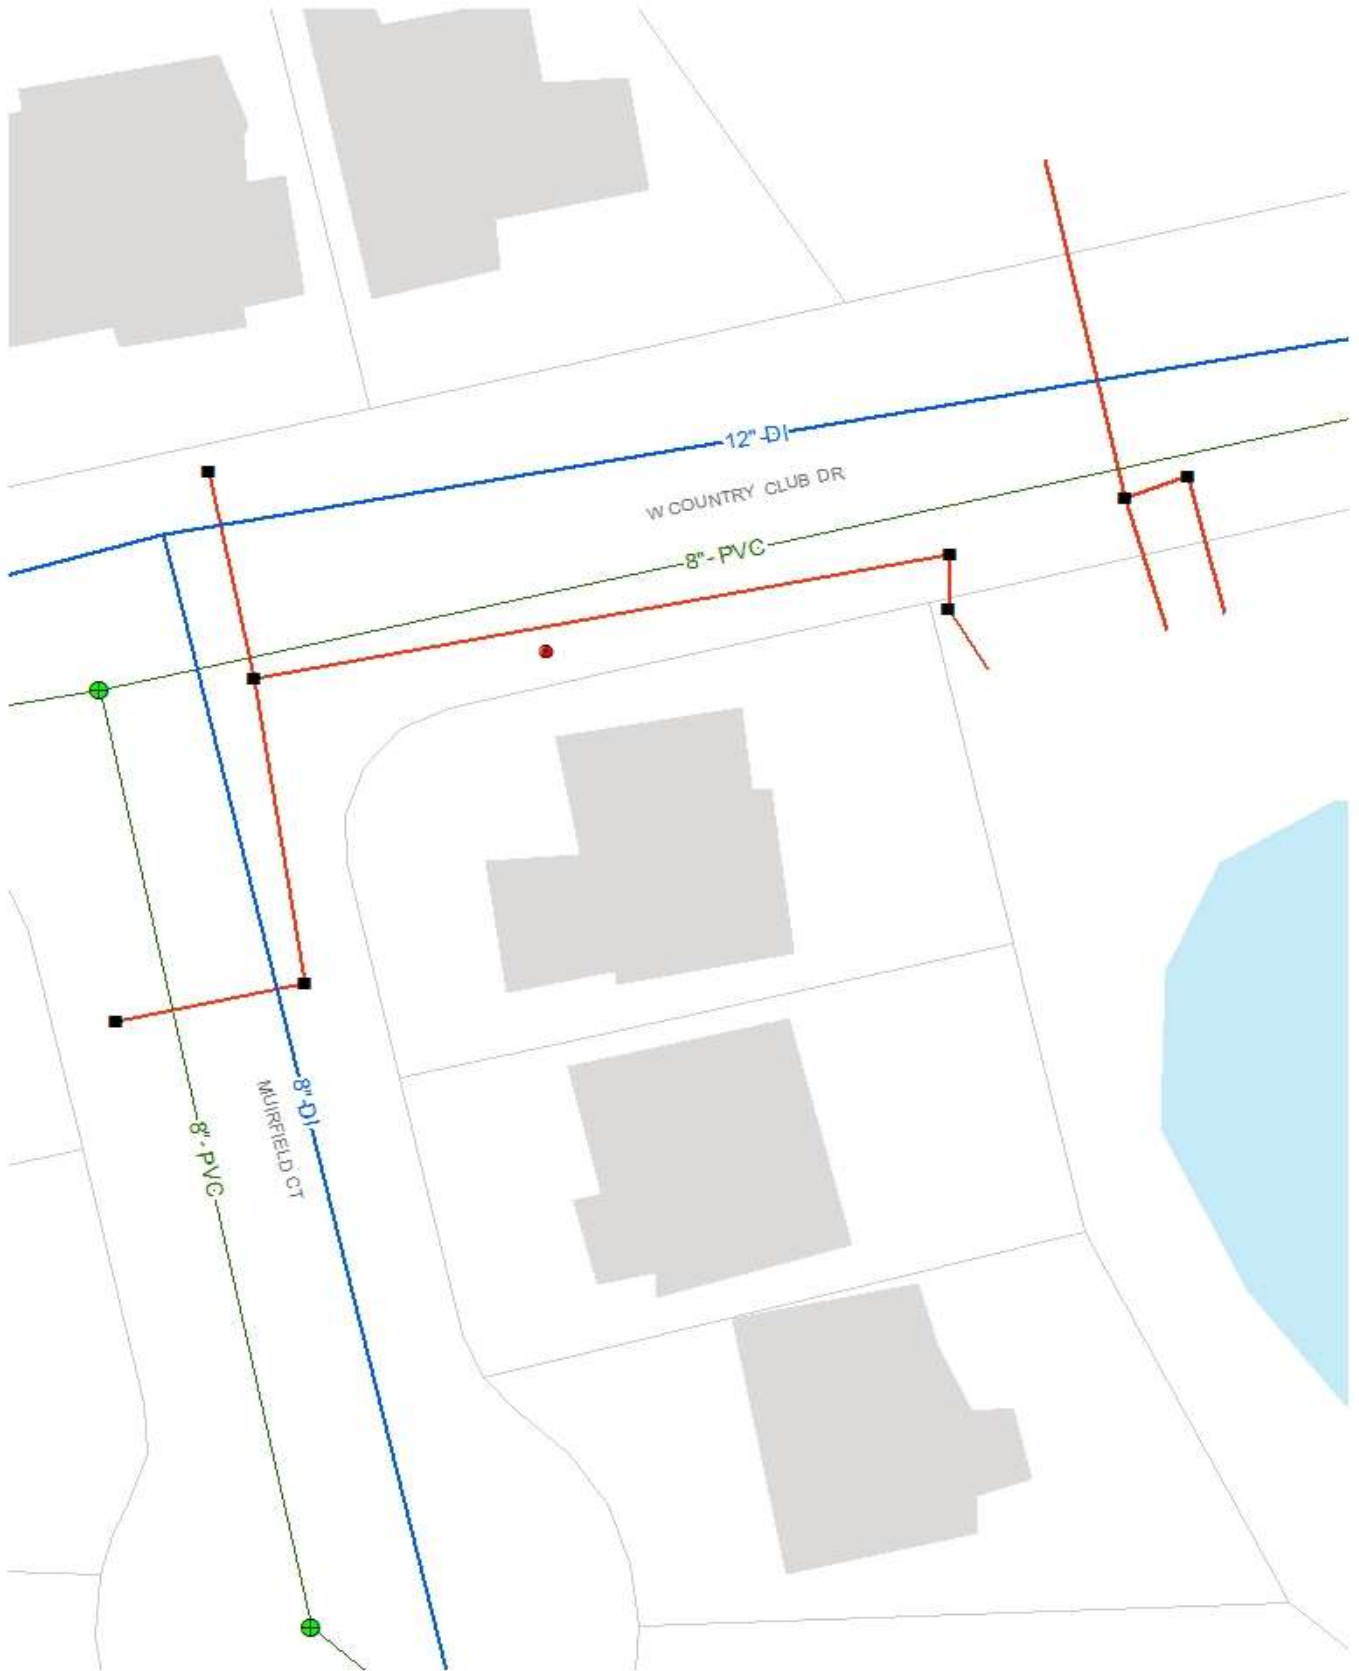 12"-DI
W COUNTRY CLUB DR
8"- PVC
8"-DI
MUIRFIELD CT
8"- PVC